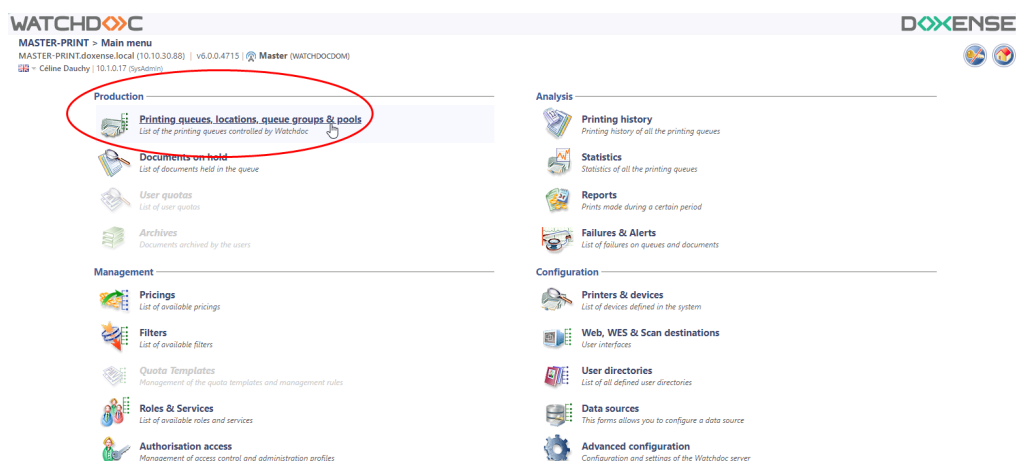 WATCHDOC
DOXENSE
MASTER-PRINT > Main menu
MASTER-PRINT.doxense.local (10.10.30.88) | v6.0.0.4715 | Master (WATCHDOCDOM)
- Céline Dauchy | 10.1.0.17 (SysAdmin)
Production
Printing queues, locations, queue groups & pools
List of the printing queues controlled by Watchdoc
Documents on hold
List of documents held in the queue
User quotas
List of user quotas
Archives
Documents archived by the users
Analysis
Printing history
Printing history of all the printing queues
Statistics
Statistics of all the printing queues
Reports
Prints made during a certain period
Failures & Alerts
List of failures on queues and documents
Management
Pricings
List of available pricings
Filters
List of available filters
Quota Templates
Management of the quota templates and management rules
Roles & Services
List of available roles and services
Authorisation access
Management of access control and administration profiles
Configuration
Printers & devices
List of devices defined in the system
Web, WES & Scan destinations
User interfaces
User directories
List of all defined user directories
Data sources
This forms allows you to configure a data source
Advanced configuration
Configuration and settings of the Watchdoc server